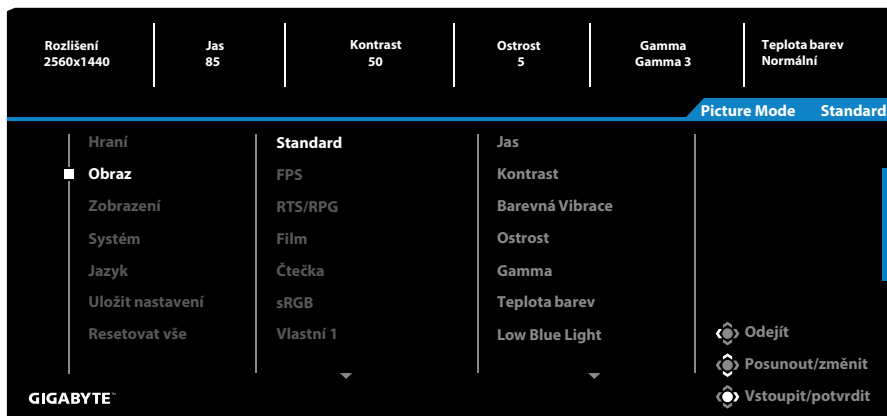 Rozlišení Jas Kontrast Ostrost Gamma Teplota barev
2560x1440 85 50 5 Gamma 3 Normální
Picture Mode Standard
Hraní Standard Jas
Obraz FPS Kontrast
Zobrazení RTS/RPG Barevná Vibrace
Systém Film Ostrost
Jazyk Čtečka Gamma
Uložit nastavení sRGB Teplota barev
Resetovat vše Vlastní 1 Low Blue Light
Odejít
Posunout/změnit
GIGABYTE™ Vstoupit/potvrdit